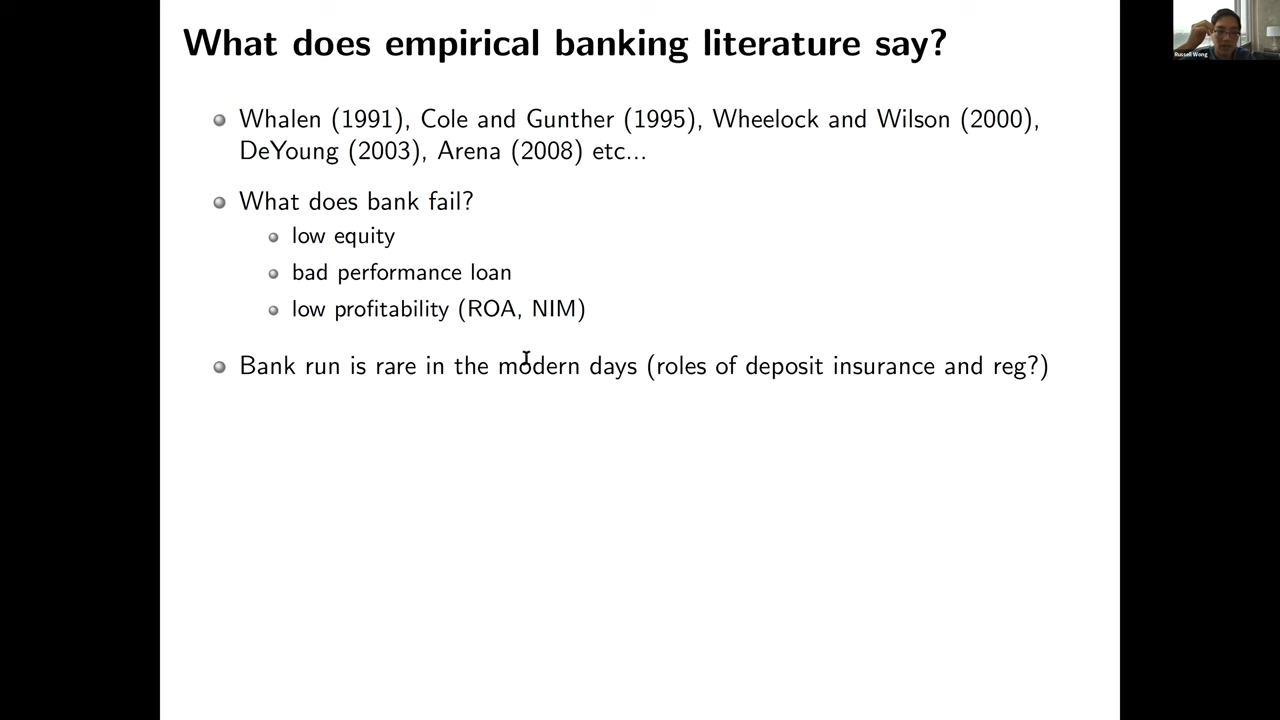 What does empirical banking literature say?
Whalen (1991), Cole and Gunther (1995), Wheelock and Wilson (2000),
DeYoung (2003), Arena (2008) etc...
What does bank fail?
low equity
bad performance loan
low profitability (ROA, NIM)
Bank run is rare in the modern days (roles of deposit insurance and reg?)
Russell Wong